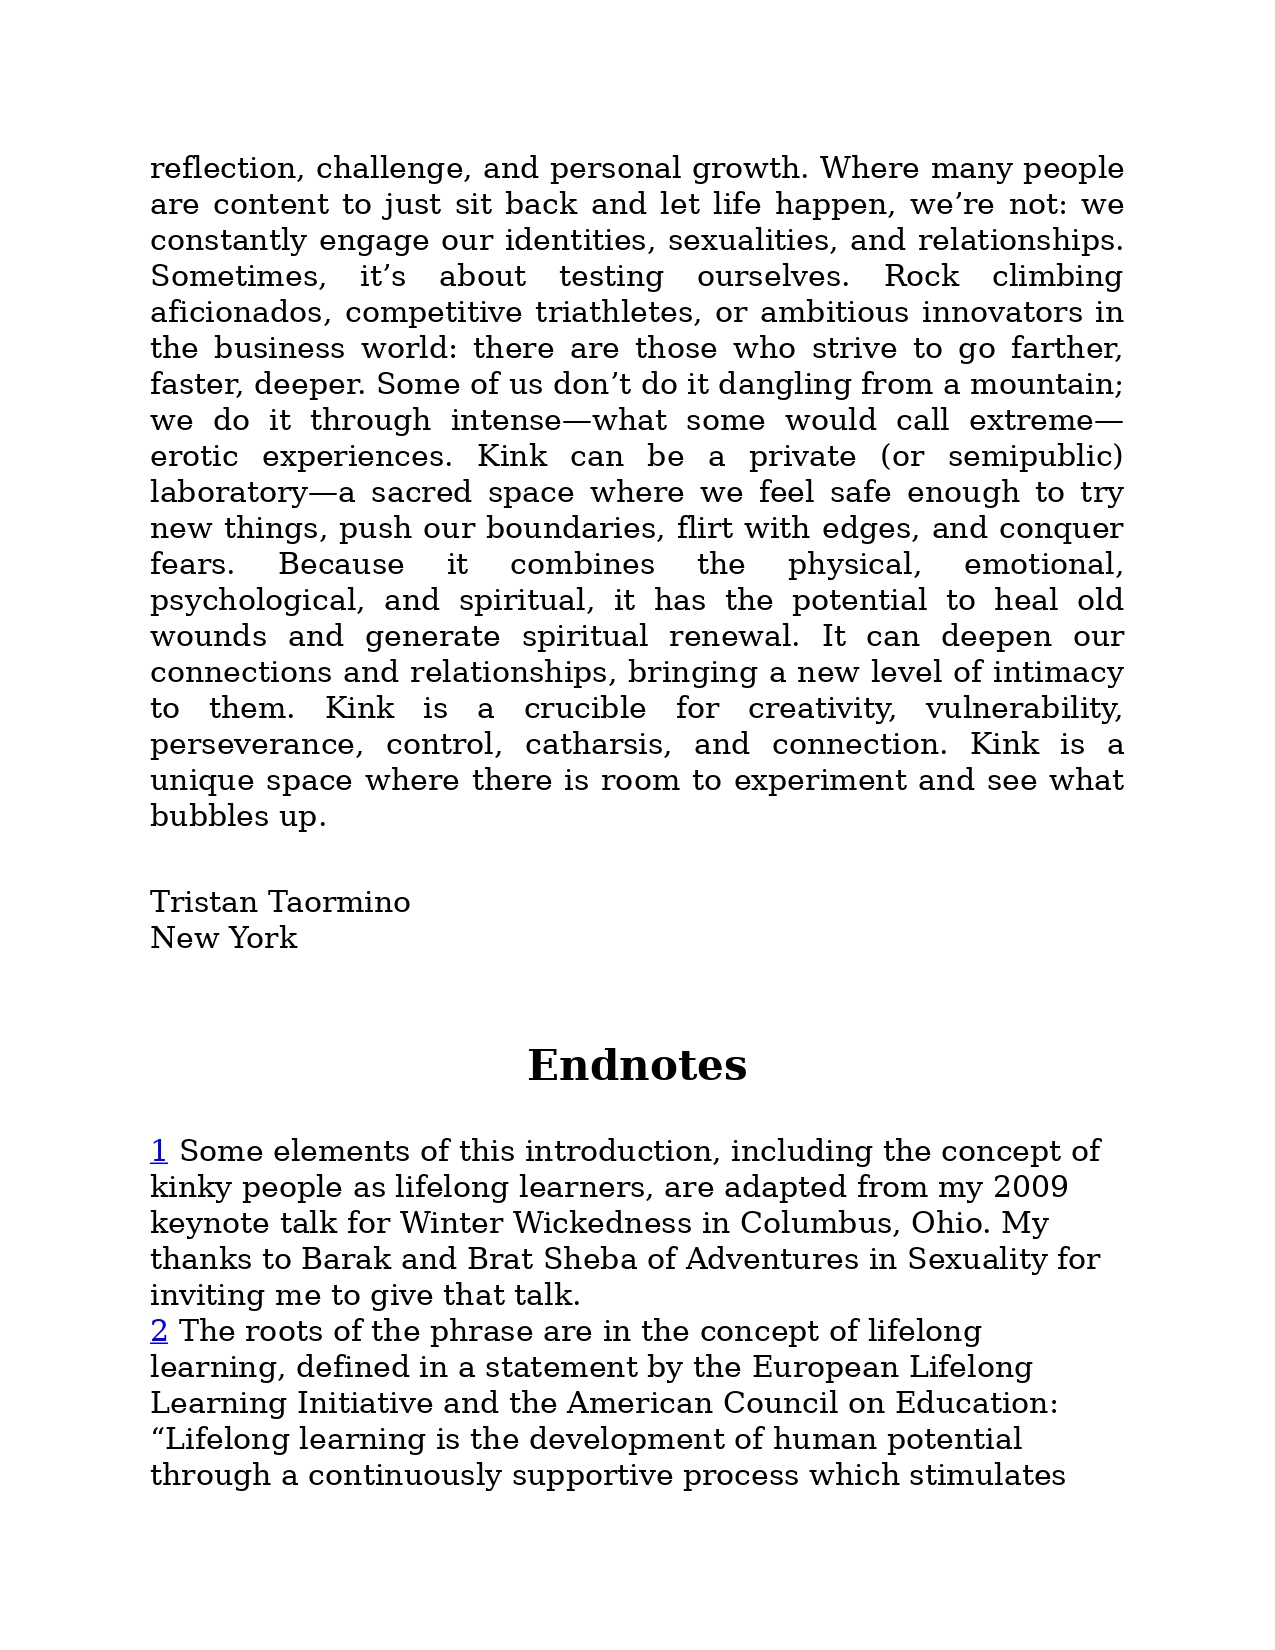 reflection, challenge, and personal growth. Where many people
are content to just sit back and let life happen, we’re not: we
constantly engage our identities, sexualities, and relationships.
Sometimes, it’s about testing ourselves. Rock climbing
aficionados, competitive triathletes, or ambitious innovators in
the business world: there are those who strive to go farther,
faster, deeper. Some of us don’t do it dangling from a mountain;
we do it through intense—what some would call extreme—
erotic experiences. Kink can be a private (or semipublic)
laboratory—a sacred space where we feel safe enough to try
new things, push our boundaries, flirt with edges, and conquer
fears. Because it combines the physical, emotional,
psychological, and spiritual, it has the potential to heal old
wounds and generate spiritual renewal. It can deepen our
connections and relationships, bringing a new level of intimacy
to them. Kink is a crucible for creativity, vulnerability,
perseverance, control, catharsis, and connection. Kink is a
unique space where there is room to experiment and see what
bubbles up.
Tristan Taormino
New York
Endnotes
1 Some elements of this introduction, including the concept of
kinky people as lifelong learners, are adapted from my 2009
keynote talk for Winter Wickedness in Columbus, Ohio. My
thanks to Barak and Brat Sheba of Adventures in Sexuality for
inviting me to give that talk.
2 The roots of the phrase are in the concept of lifelong
learning, defined in a statement by the European Lifelong
Learning Initiative and the American Council on Education:
“Lifelong learning is the development of human potential
through a continuously supportive process which stimulates